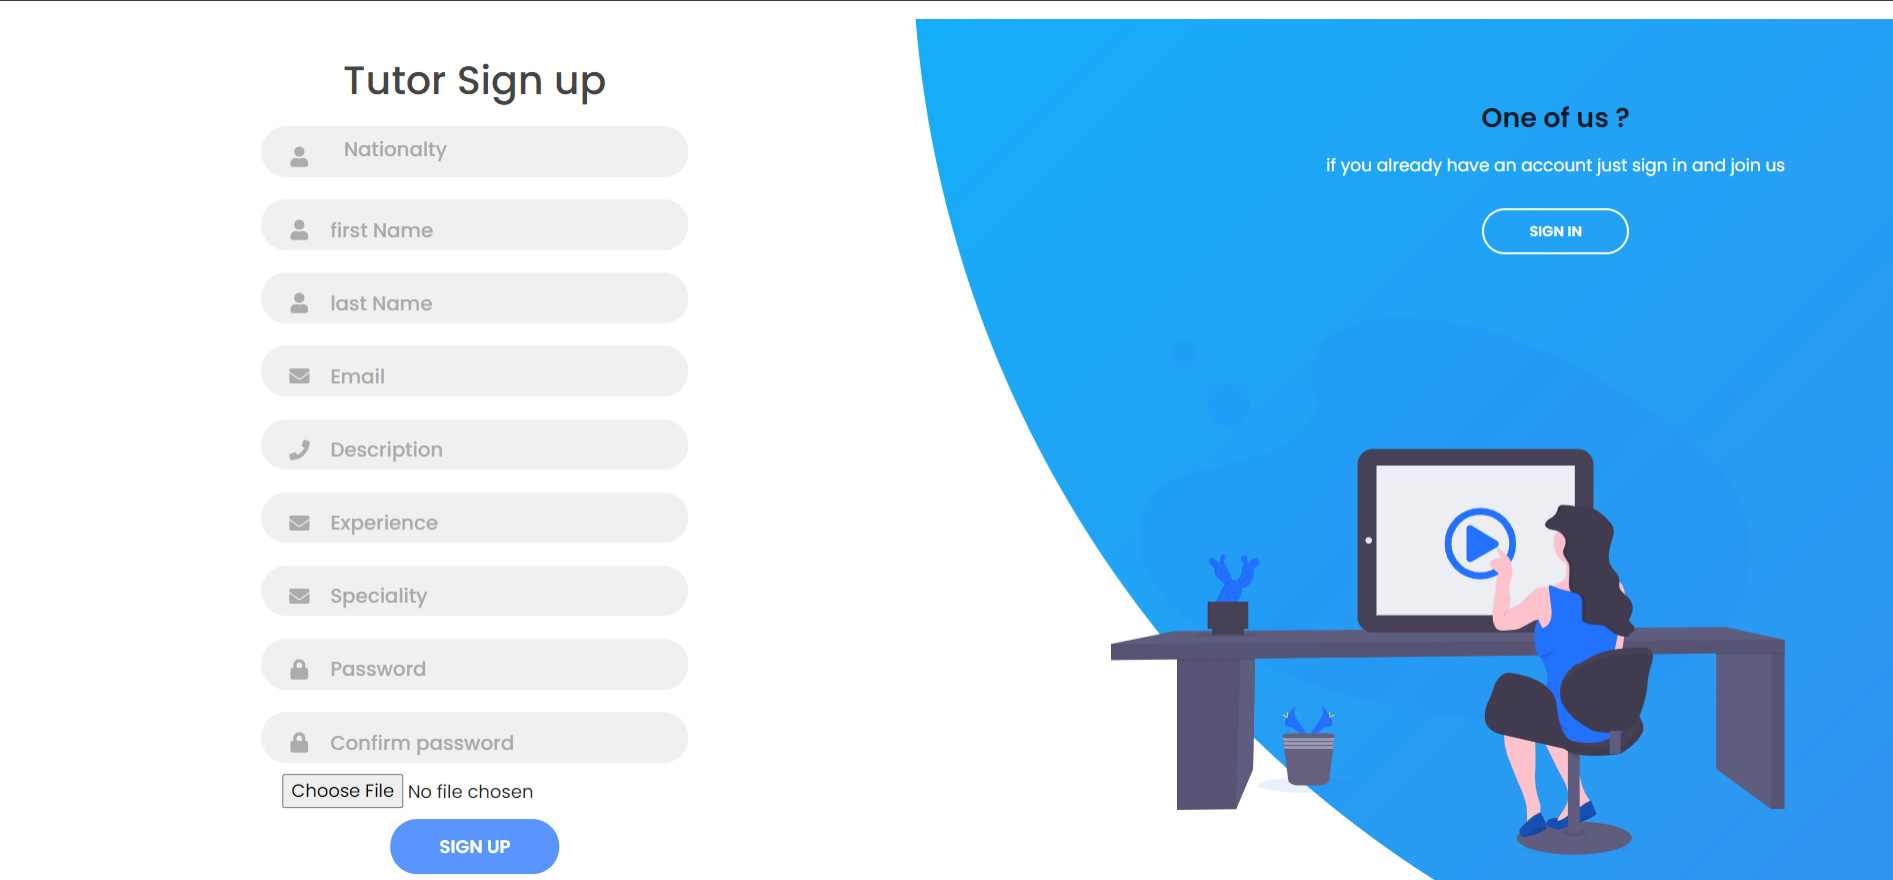 Tutor Sign up
Nationalty
first Name
last Name
Email
Description
Experience
Speciality
Password
Confirm password
Choose File No file chosen
SIGN UP
One of us ?
if you already have an account just sign in and join us
SIGN IN